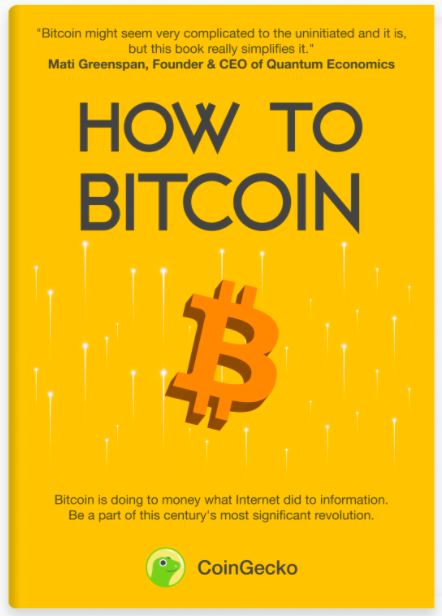 "Bitcoin might seem very complicated to the uninitiated and it is,
but this book really simplifies it."
Mati Greenspan, Founder & CEO of Quantum Economics
HOW TO
BITCOIN
Bitcoin is doing to money what Internet did to information.
Be a part of this century's most significant revolution.
CoinGecko